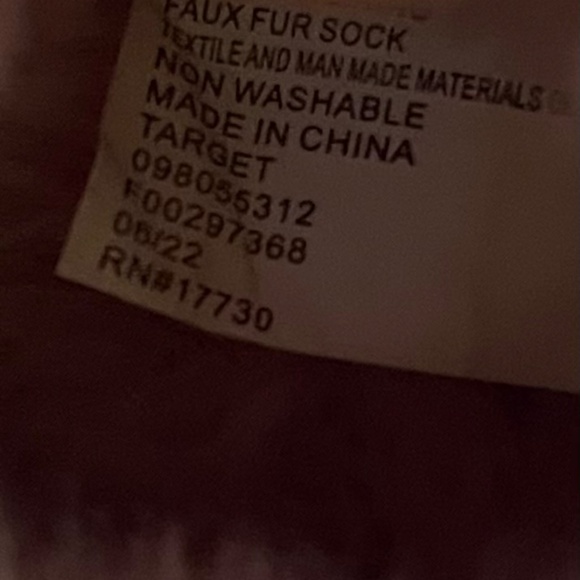 FAUX FUR SOCK
TEXTILE AND MAN MADE MATERIALS
NON WASHABLE
MADE IN CHINA
TARGET
098056312
F00297368
06/22
RN#17730